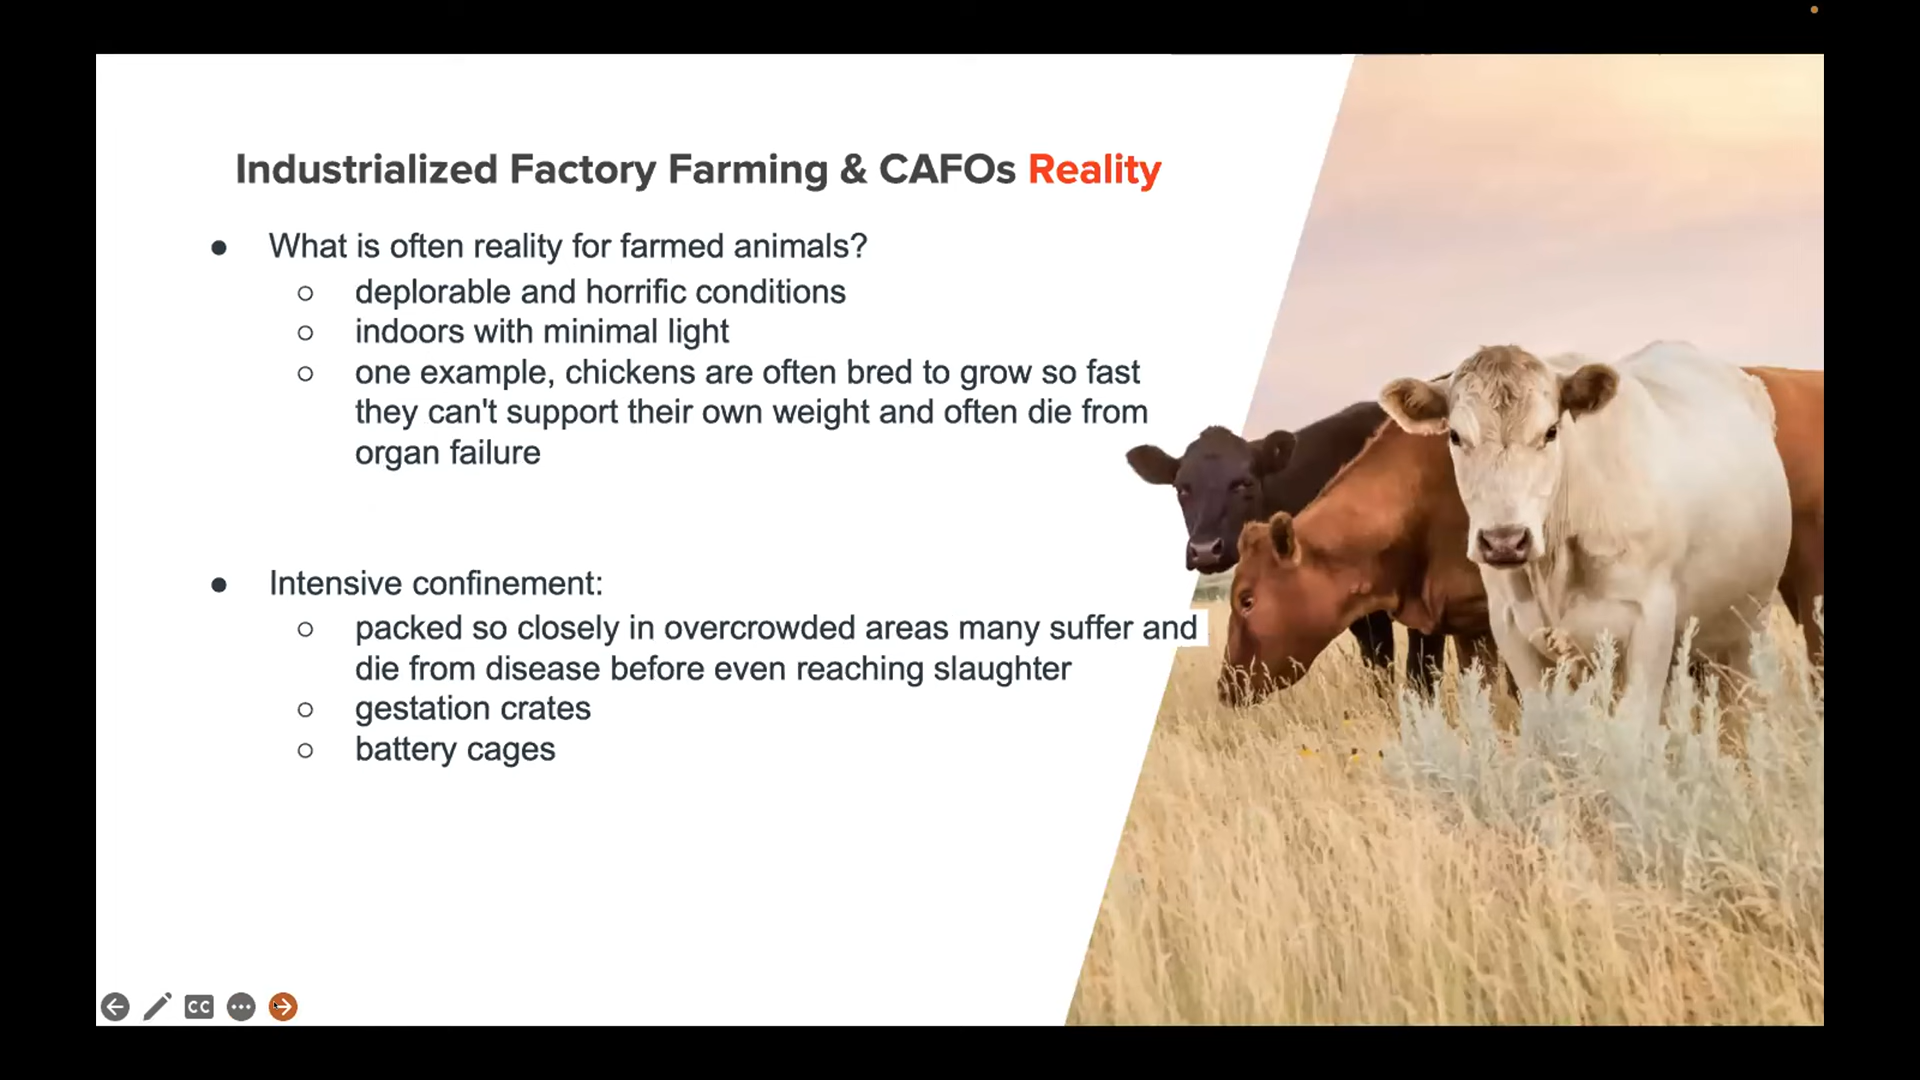 Industrialized Factory Farming & CAFOs Reality
● What is often reality for farmed animals?
○ deplorable and horrific conditions
○ indoors with minimal light
○ one example, chickens are often bred to grow so fast
they can't support their own weight and often die from
organ failure
● Intensive confinement:
○ packed so closely in overcrowded areas many suffer and
die from disease before even reaching slaughter
○ gestation crates
○ battery cages
CC